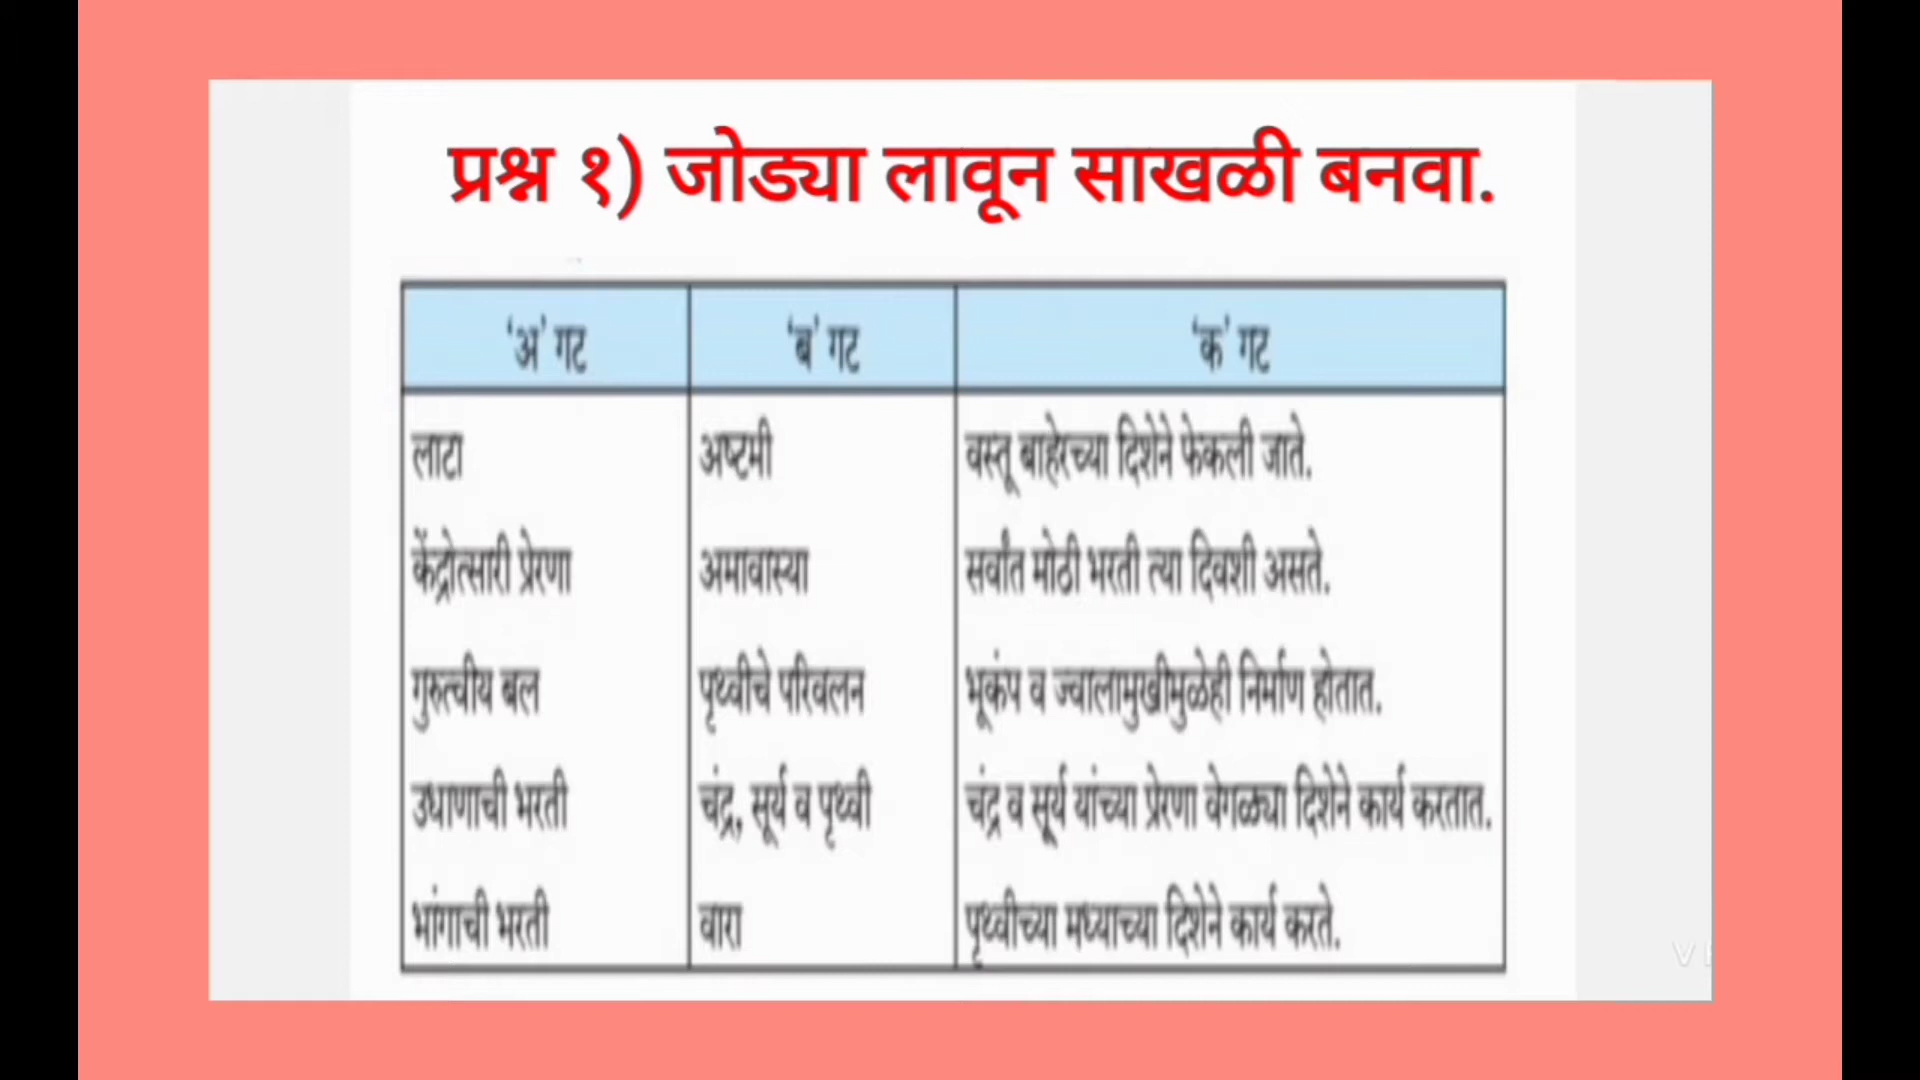 प्रश्न १) जोड्या लावून साखळी बनवा.
‘अ’ गट ‘ब’ गट ‘क’ गट
लाटा अष्टमी वस्तू बाहेरच्या दिशेने फेकली जाते.
केंद्रोत्सारी प्रेरणा अमावास्या सर्वांत मोठी भरती त्या दिवशी असते.
गुरुत्वीय बल पृथ्वीचे परिवलन भूकंप व ज्वालामुखीमुळेही निर्माण होतात.
उधाणाची भरती चंद्र, सूर्य व पृथ्वी चंद्र व सूर्य यांच्या प्रेरणा वेगळ्या दिशेने कार्य करतात.
भांगाची भरती वारा पृथ्वीच्या मध्याच्या दिशेने कार्य करते.